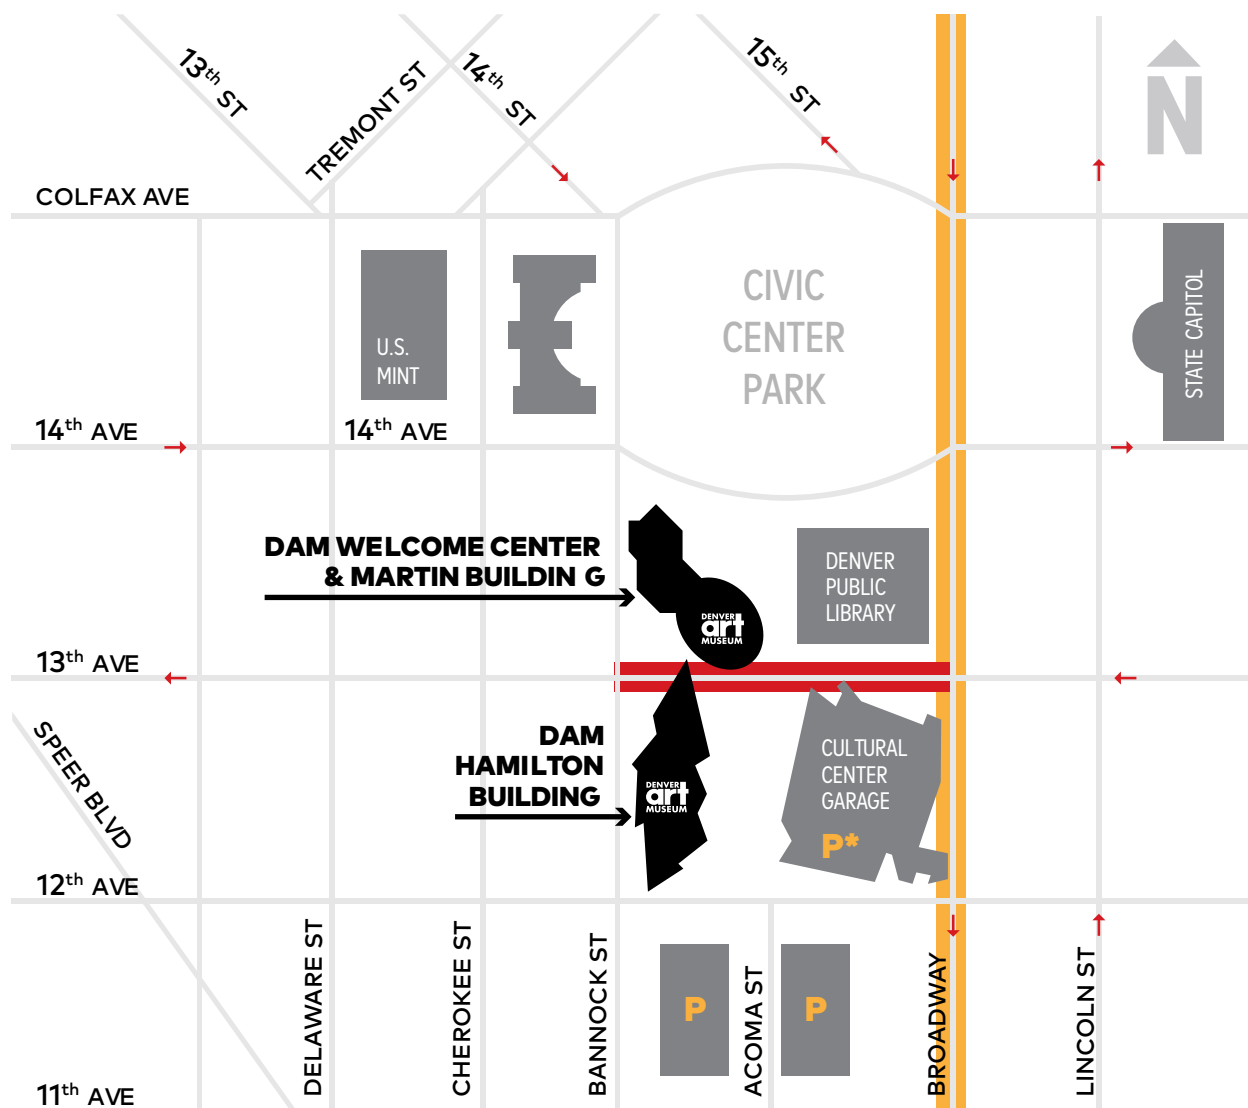 13th ST
TREMONT ST
14th ST
15th ST
N
COLFAX AVE
U.S.
MINT
CIVIC
CENTER
PARK
STATE CAPITOL
14th AVE
14th AVE
DAM WELCOME CENTER
& MARTIN BUILDIN G
DENVER
art
MUSEUM
DENVER
PUBLIC
LIBRARY
13th AVE
SPEER BLVD
DAM
HAMILTON
BUILDING
DENVER
art
MUSEUM
CULTURAL
CENTER
GARAGE
P*
12th AVE
DELAWARE ST
CHEROKEE ST
BANNOCK ST
P
ACOMA ST
P
BROADWAY
LINCOLN ST
11th AVE